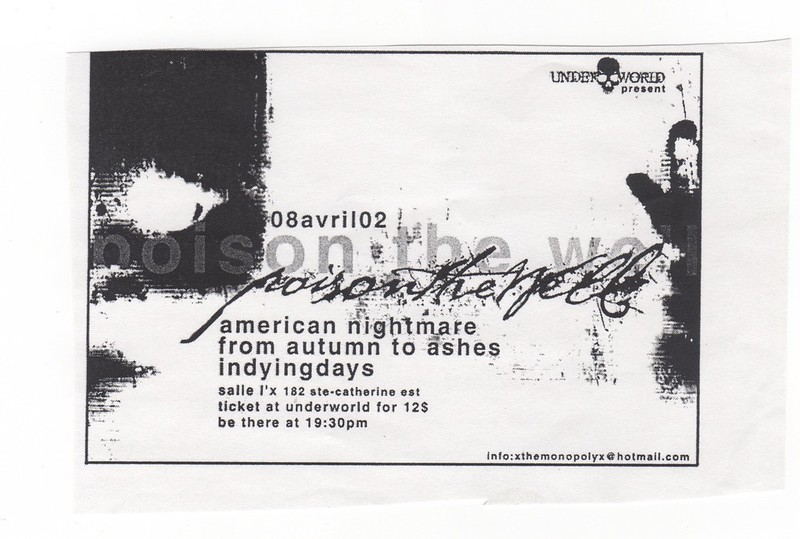 UNDERWORLD
present
08avril02
poison the well
poisonthewell
american nightmare
from autumn to ashes
indyingdays
salle l'x 182 ste-catherine est
ticket at underworld for 12$
be there at 19:30pm
info:xthemonopolyx@hotmail.com